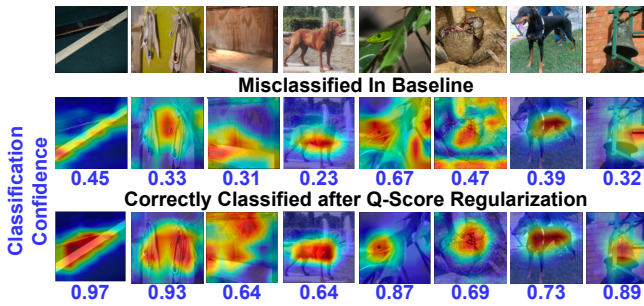 Misclassified In Baseline
0.45 0.33 0.31 0.23 0.67 0.47 0.39 0.32
Correctly Classified after Q-Score Regularization
0.97 0.93 0.64 0.64 0.87 0.69 0.73 0.89
Classification
Confidence